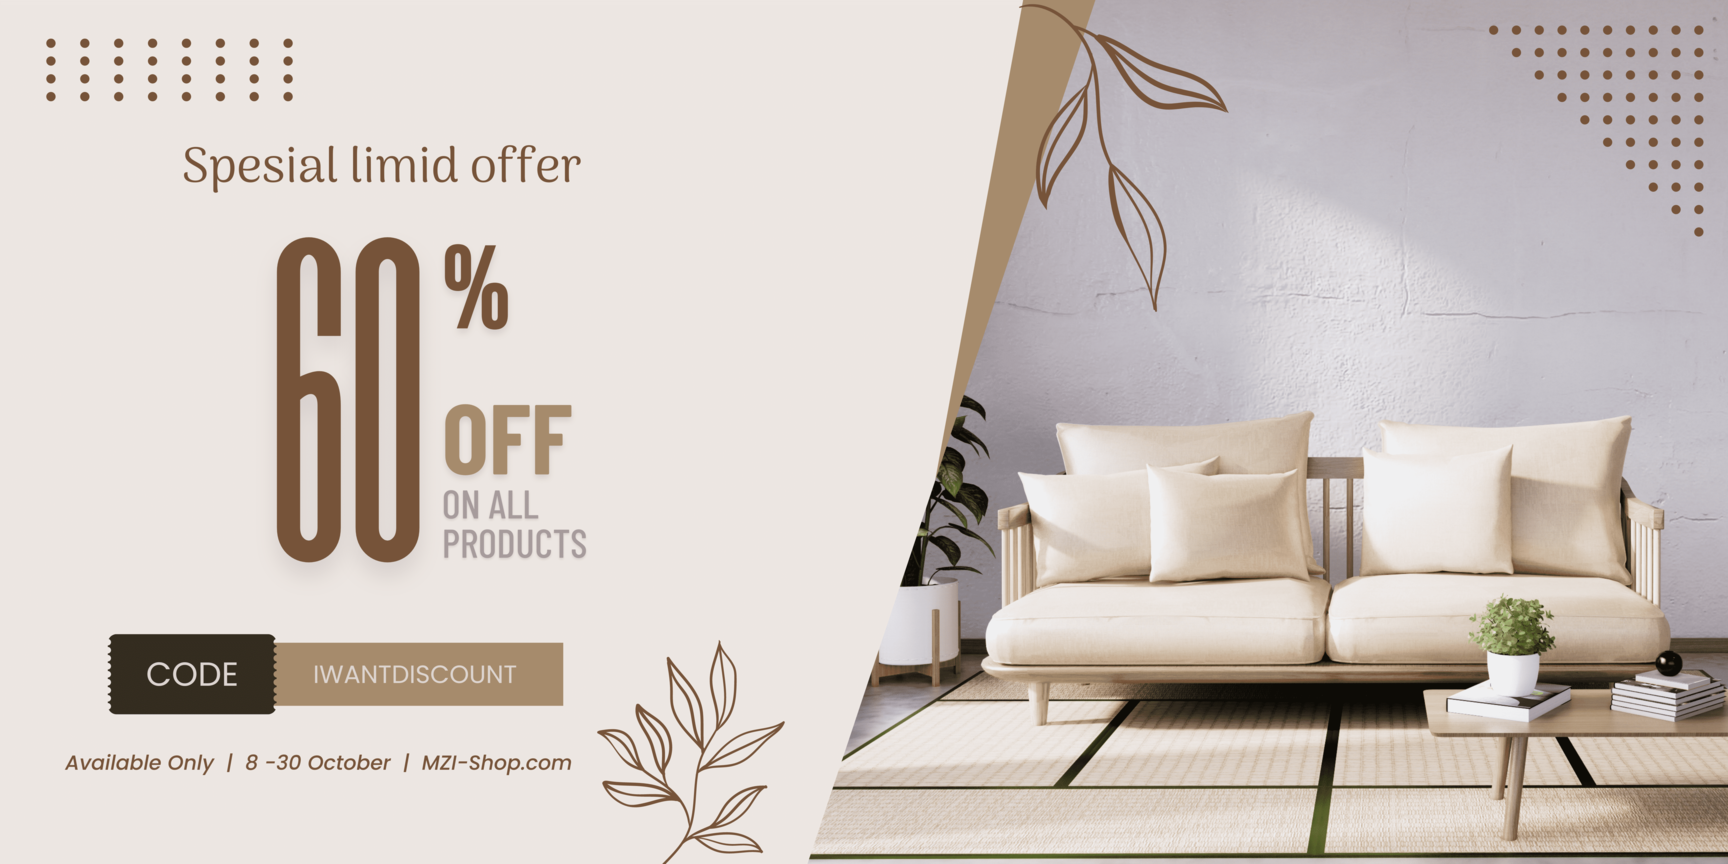 Spesial limid offer
60%
OFF
ON ALL
PRODUCTS
CODE IWANTDISCOUNT
Available Only | 8 -30 October | MZI-Shop.com